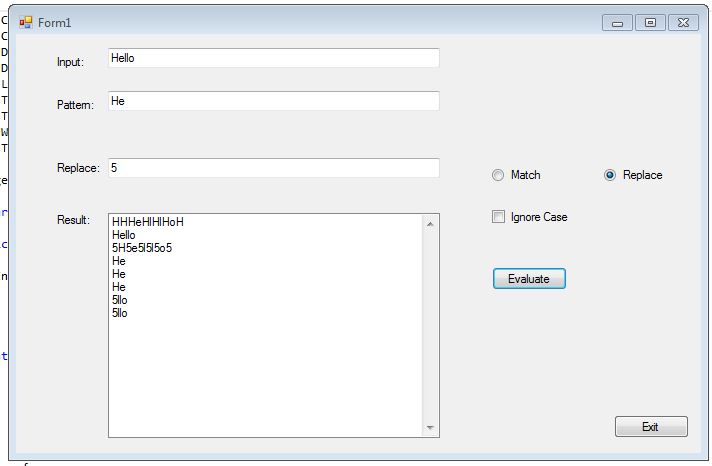 Form1
Input: Hello
Pattern: He
Replace: 5
Match Replace
Result:
HHHeHlHlHoH
Hello
5H5e5l5l5o5
He
He
He
5llo
5llo
Ignore Case
Evaluate
Exit